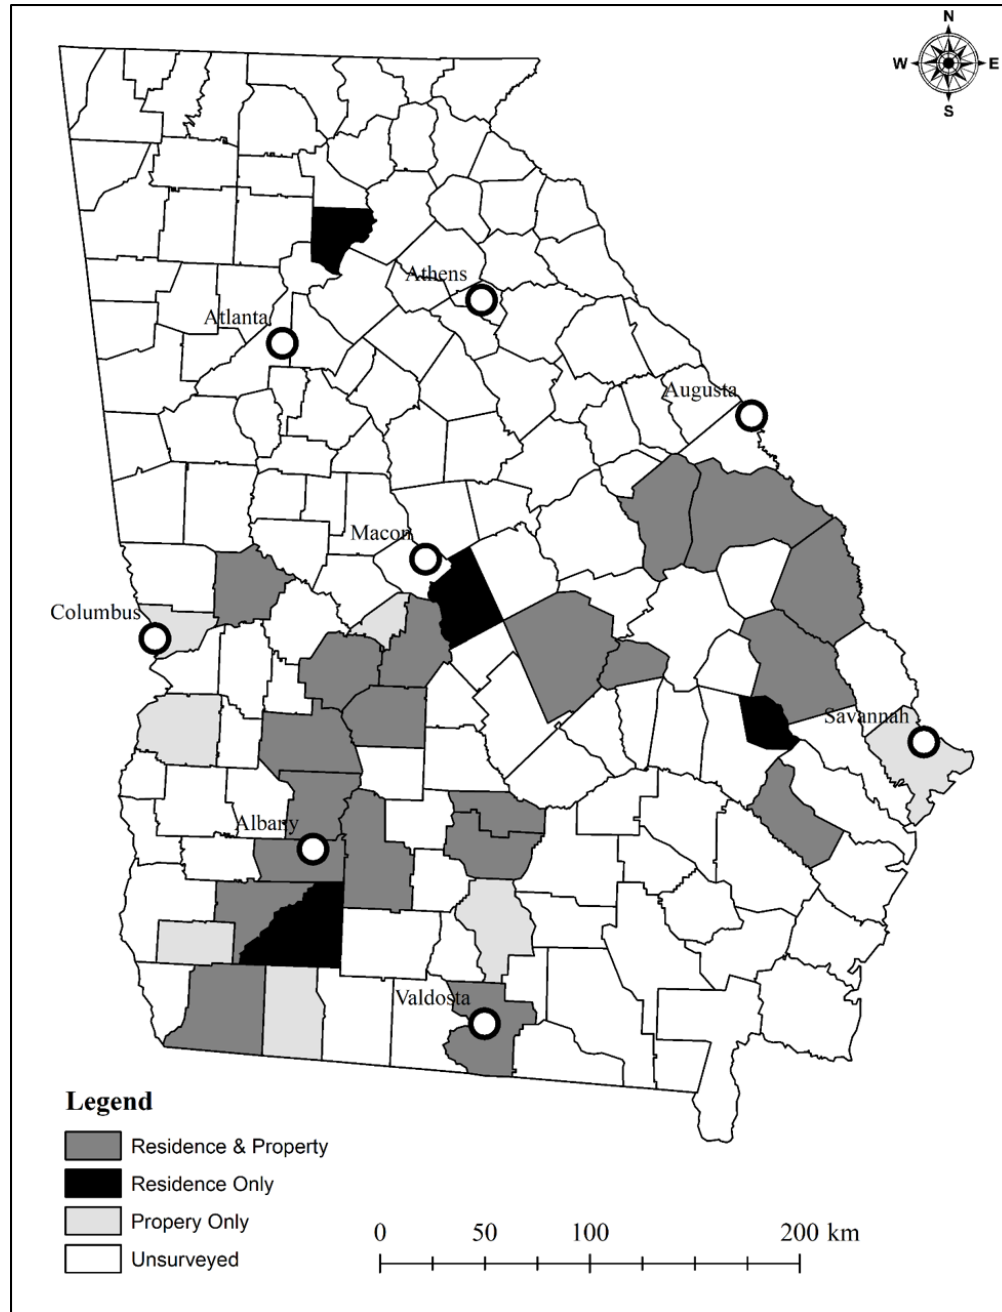 N
W E
S
Athens
Atlanta
Augusta
Macon
Columbus
Savannah
Albany
Valdosta
Legend
Residence & Property
Residence Only
Propery Only
Unsurveyed
0 50 100 200 km